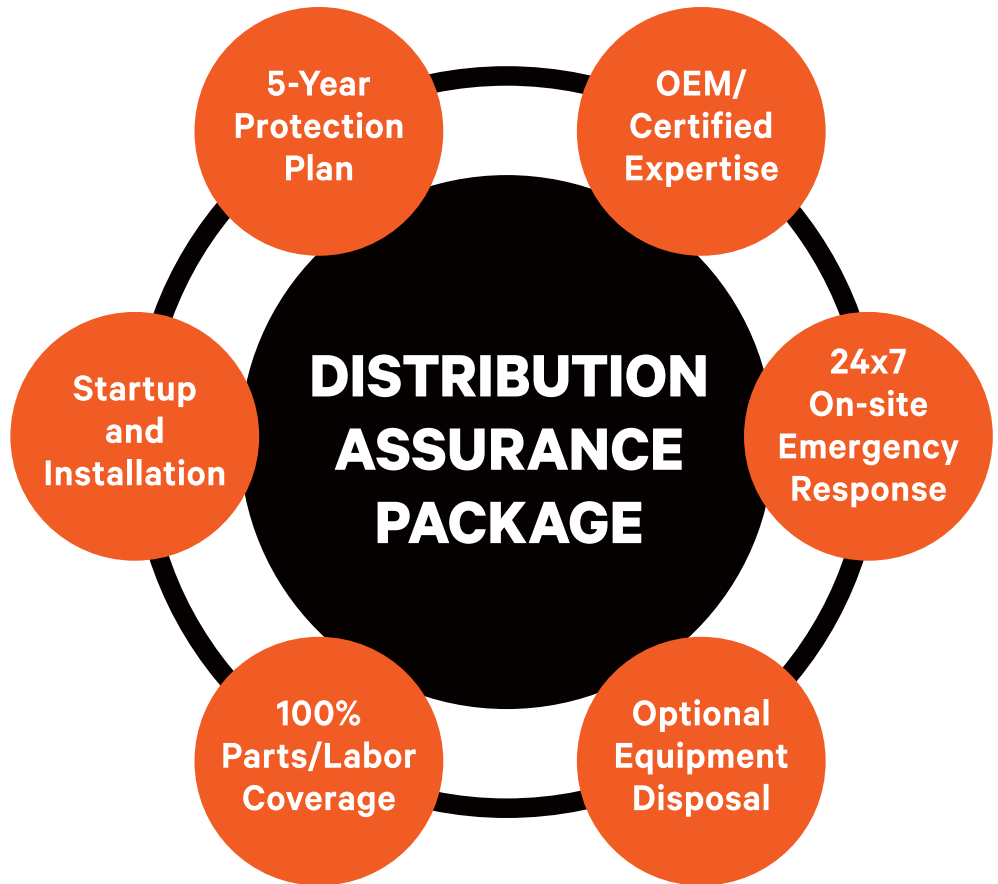 5-Year
Protection
Plan
OEM/
Certified
Expertise
Startup
and
Installation
DISTRIBUTION
ASSURANCE
PACKAGE
24x7
On-site
Emergency
Response
100%
Parts/Labor
Coverage
Optional
Equipment
Disposal